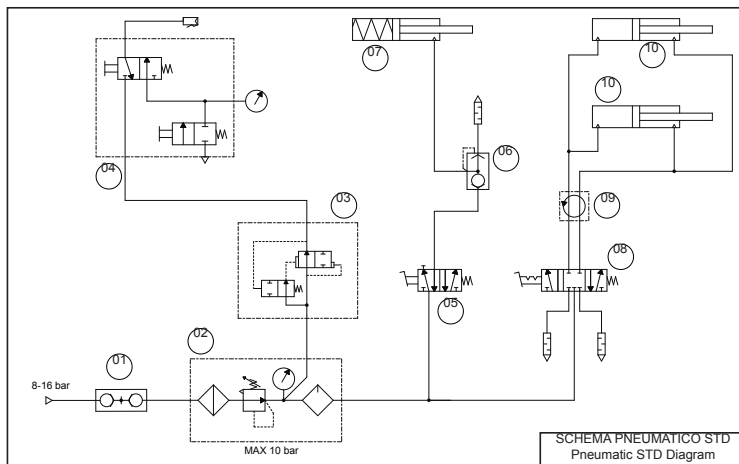 07
10
10
06
04
03
09
08
05
02
01
8-16 bar
MAX 10 bar
SCHEMA PNEUMATICO STD
Pneumatic STD Diagram